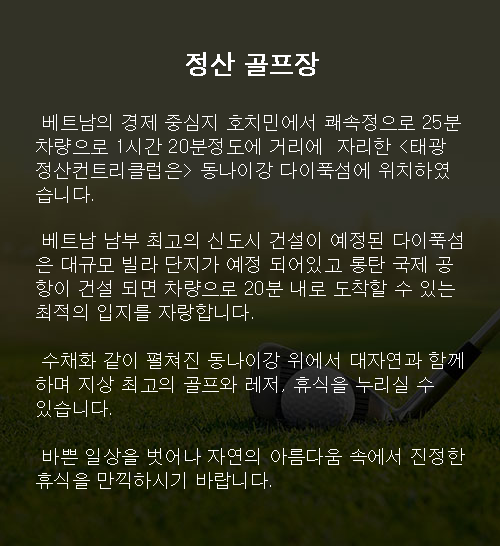 정산 골프장
베트남의 경제 중심지 호치민에서 쾌속정으로 25분
차량으로 1시간 20분정도에 거리에 자리한 <태광
정산컨트리클럽은> 동나이강 다이푹섬에 위치하였
습니다.
베트남 남부 최고의 신도시 건설이 예정된 다이푹섬
은 대규모 빌라 단지가 예정 되어있고 롱탄 국제 공
항이 건설 되면 차량으로 20분 내로 도착할 수 있는
최적의 입지를 자랑합니다.
수채화 같이 펼쳐진 동나이강 위에서 대자연과 함께
하며 지상 최고의 골프와 레저, 휴식을 누리실 수
있습니다.
바쁜 일상을 벗어나 자연의 아름다움 속에서 진정한
휴식을 만끽하시기 바랍니다.